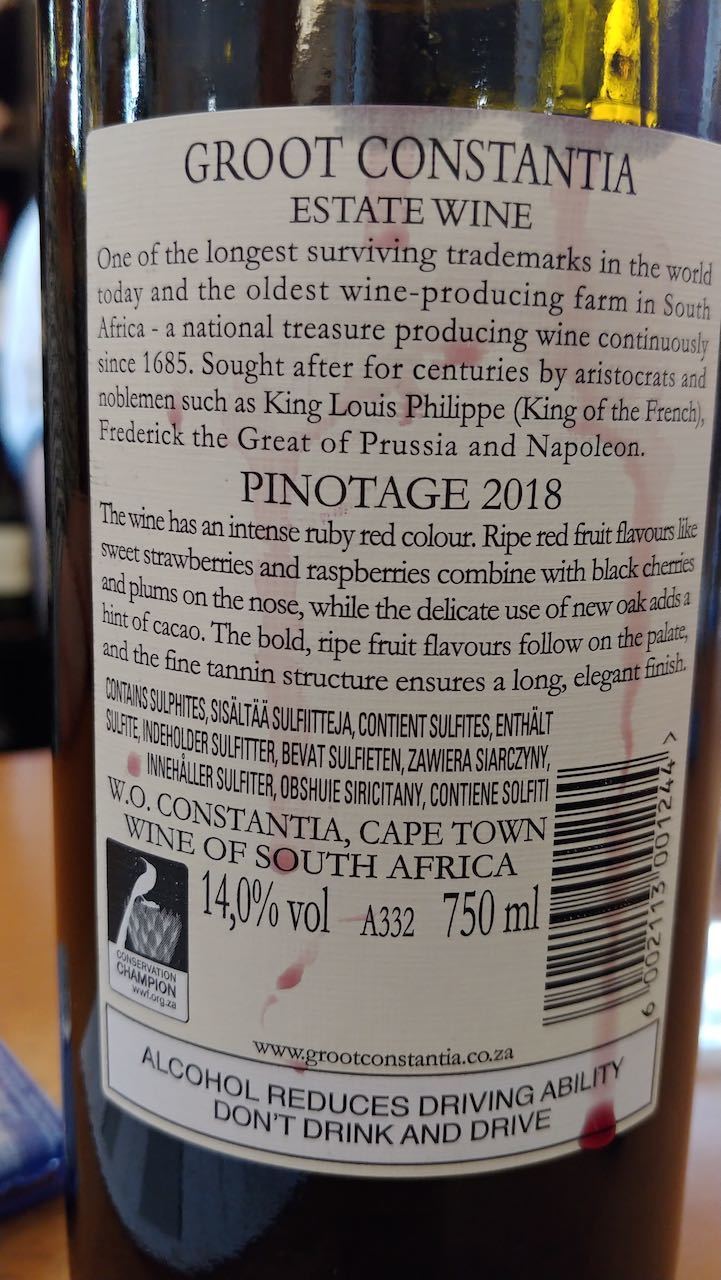 GROOT CONSTANTIA
ESTATE WINE
One of the longest surviving trademarks in the world
today and the oldest wine-producing farm in South
Africa - a national treasure producing wine continuously
since 1685. Sought after for centuries by aristocrats and
noblemen such as King Louis Philippe (King of the French),
Frederick the Great of Prussia and Napoleon.
PINOTAGE 2018
The wine has an intense ruby red colour. Ripe red fruit flavours like
sweet strawberries and raspberries combine with black cherries
and plums on the nose, while the delicate use of new oak adds a
hint of cacao. The bold, ripe fruit flavours follow on the palate,
and the fine tannin structure ensures a long, elegant finish.
CONTAINS SULPHITES, SISÄLTÄÄ SULFIITTEJA, CONTIENT SULFITES, ENTHÄLT
SULFITE, INDEHOLDER SULFITTER, BEVAT SULFIETEN, ZAWIERA SIARCZYNY,
INNEHÅLLER SULFITER, OBSHUIE SIRICITANY, CONTIENE SOLFITI
W.O. CONSTANTIA, CAPE TOWN
WINE OF SOUTH AFRICA
14,0% vol A332 750 ml
CONSERVATION
CHAMPION
wwf.org.za
6 002113 001244 >
www.grootconstantia.co.za
ALCOHOL REDUCES DRIVING ABILITY
DON'T DRINK AND DRIVE